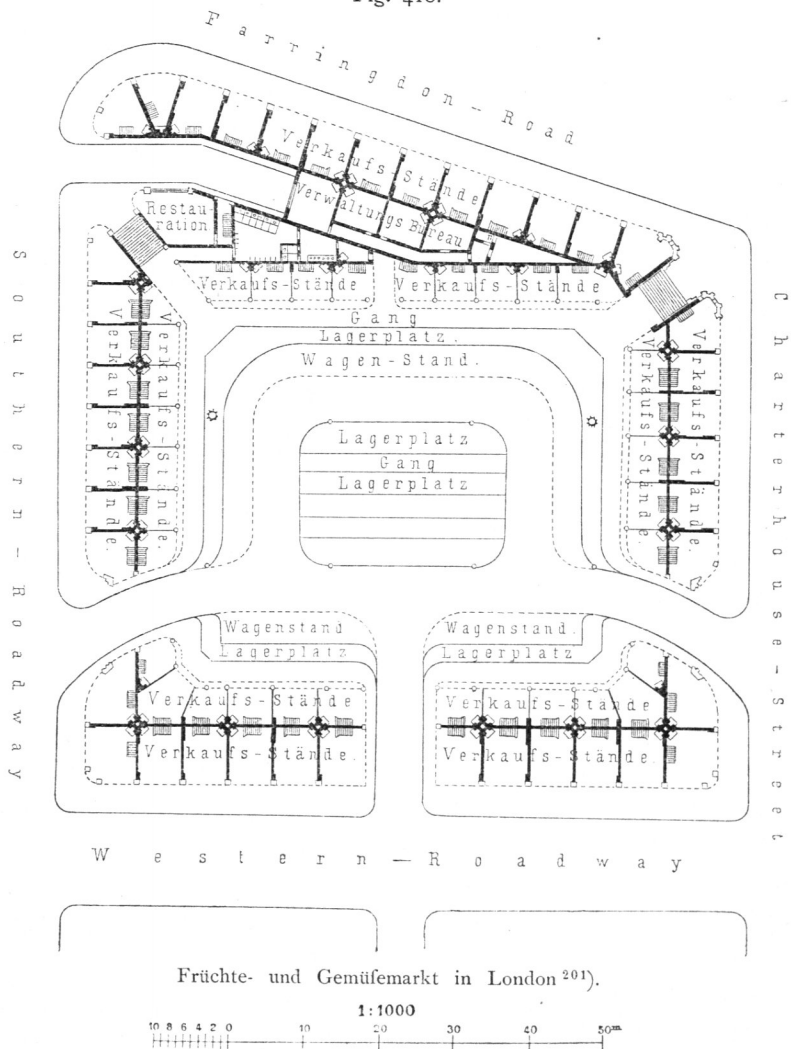 Farringdon-Road
Verkaufs Stände
Verwaltungs Bureau
Restau-
ration
Verkaufs-Stände
Verkaufs-Stände
Gang
Lagerplatz.
Wagen-Stand.
Southern-Roadway
Verkaufs-Stände.
Verkaufs-Stände.
Lagerplatz
Gang
Lagerplatz
Verkaufs-Stände
Verkaufs-Stände.
Charterhouse-Street
Wagenstand
Lagerplatz
Wagenstand.
Lagerplatz
Verkaufs-Stände
Verkaufs-Stände.
Verkaufs-Stände
Verkaufs-Stände.
Western-Roadway
Früchte- und Gemüſemarkt in London 201).
1:1000
10 8 6 4 2 0 10 20 30 40 50m